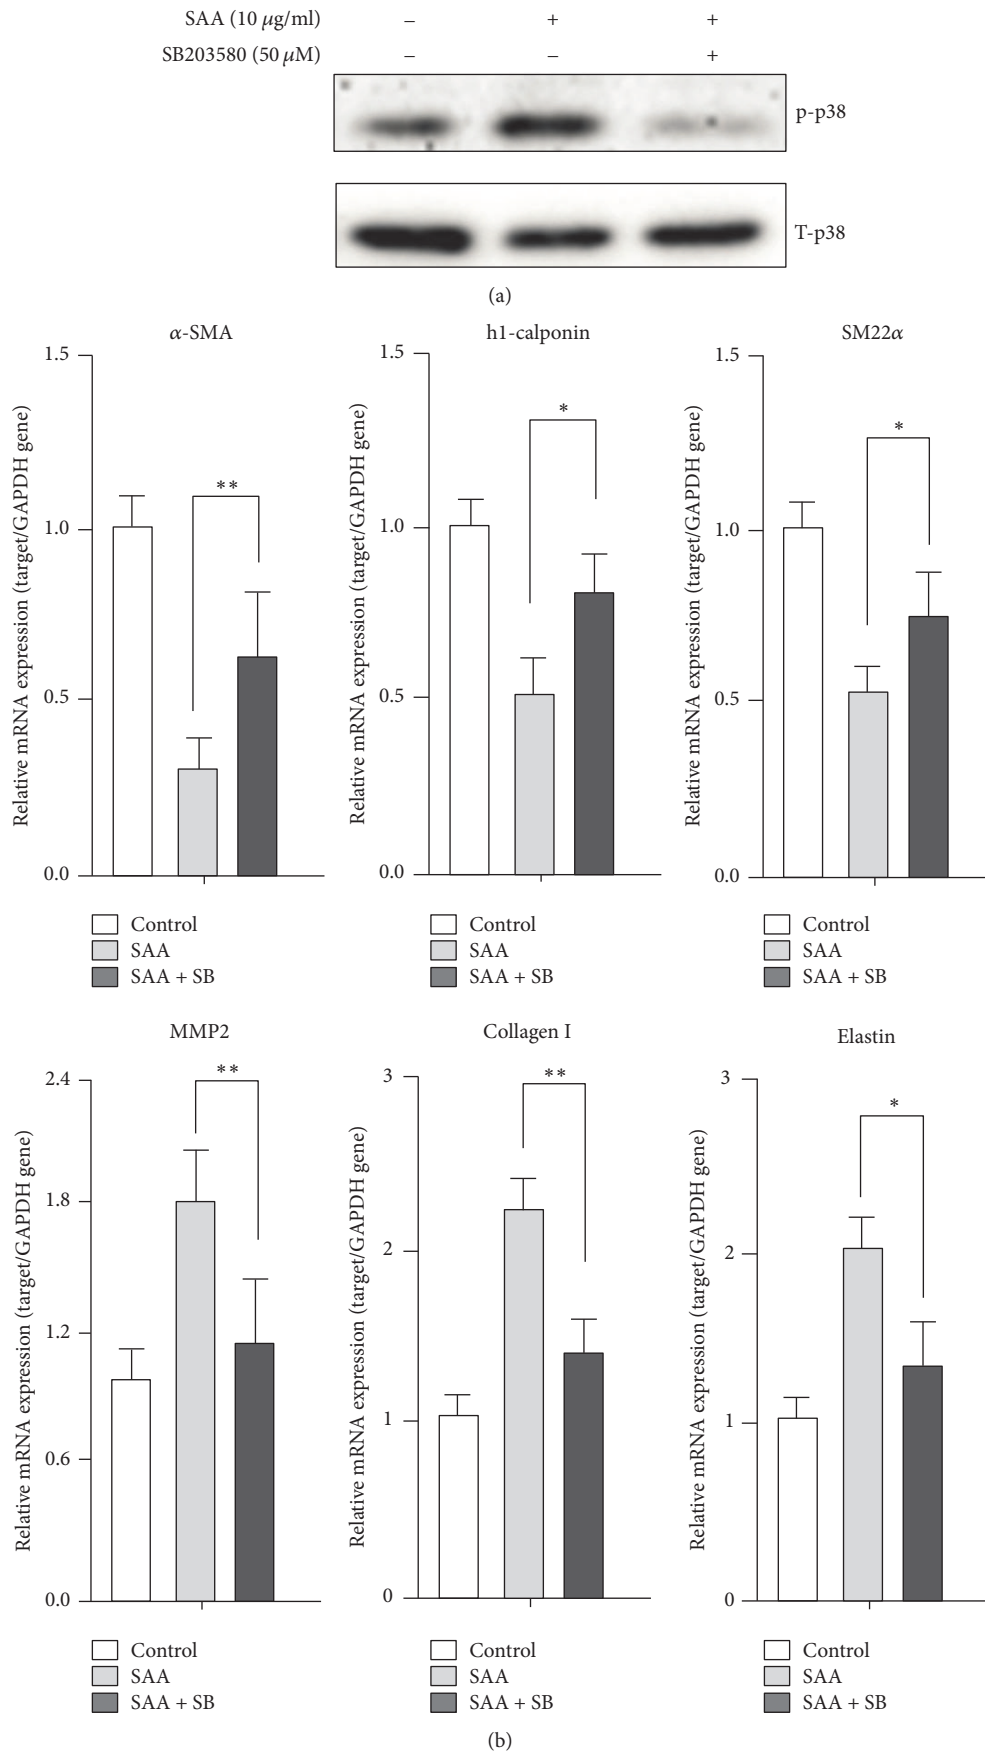 SAA (10 μg/ml) – + +
SB203580 (50 μM) – – +
p-p38
T-p38
(a)
α-SMA
Relative mRNA expression (target/GAPDH gene)
1.5
1.0
0.5
0.0
**
Control
SAA
SAA + SB
h1-calponin
Relative mRNA expression (target/GAPDH gene)
1.5
1.0
0.5
0.0
*
Control
SAA
SAA + SB
SM22α
Relative mRNA expression (target/GAPDH gene)
1.5
1.0
0.5
0.0
*
Control
SAA
SAA + SB
MMP2
Relative mRNA expression (target/GAPDH gene)
2.4
1.8
1.2
0.6
0.0
**
Control
SAA
SAA + SB
Collagen I
Relative mRNA expression (target/GAPDH gene)
3
2
1
0
**
Control
SAA
SAA + SB
Elastin
Relative mRNA expression (target/GAPDH gene)
3
2
1
0
*
Control
SAA
SAA + SB
(b)